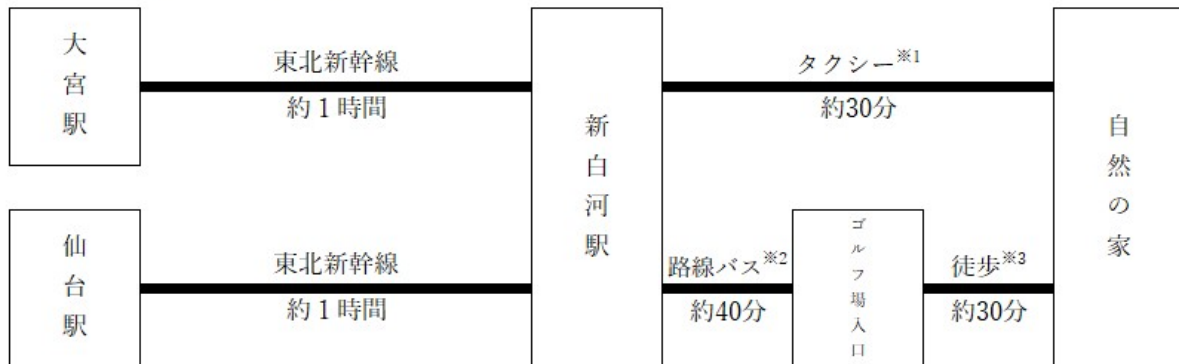 大宮駅
東北新幹線
約１時間
新白河駅
タクシー※1
約30分
自然の家
仙台駅
東北新幹線
約１時間
路線バス※2
約40分
ゴルフ場入口
徒歩※3
約30分